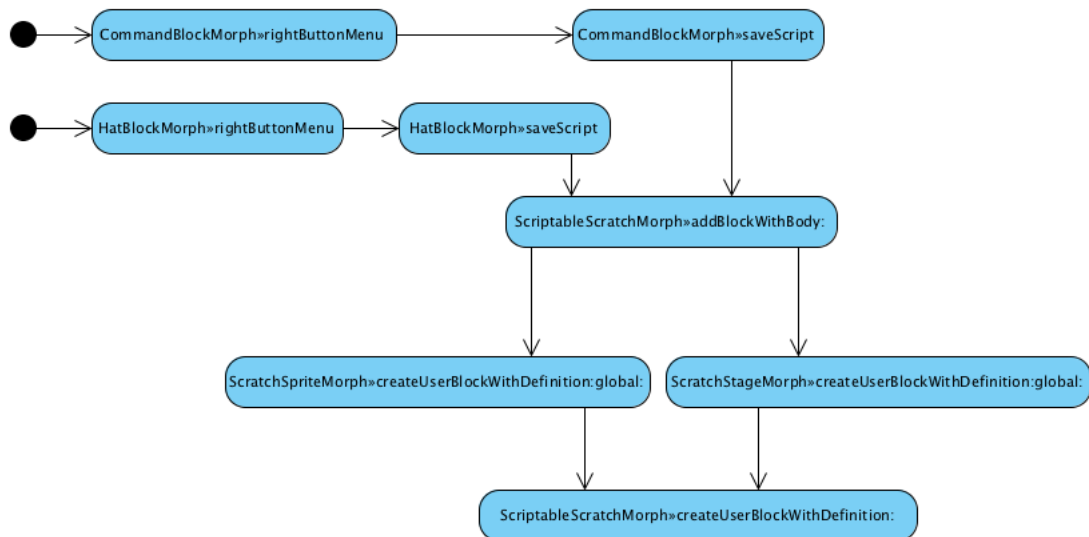 CommandBlockMorph»rightButtonMenu
CommandBlockMorph»saveScript
HatBlockMorph»rightButtonMenu
HatBlockMorph»saveScript
ScriptableScratchMorph»addBlockWithBody:
ScratchSpriteMorph»createUserBlockWithDefinition:global:
ScratchStageMorph»createUserBlockWithDefinition:global:
ScriptableScratchMorph»createUserBlockWithDefinition: